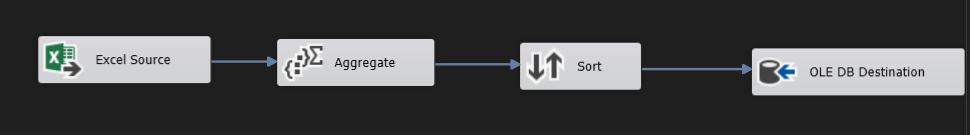 Excel Source
Aggregate
Sort
OLE DB Destination